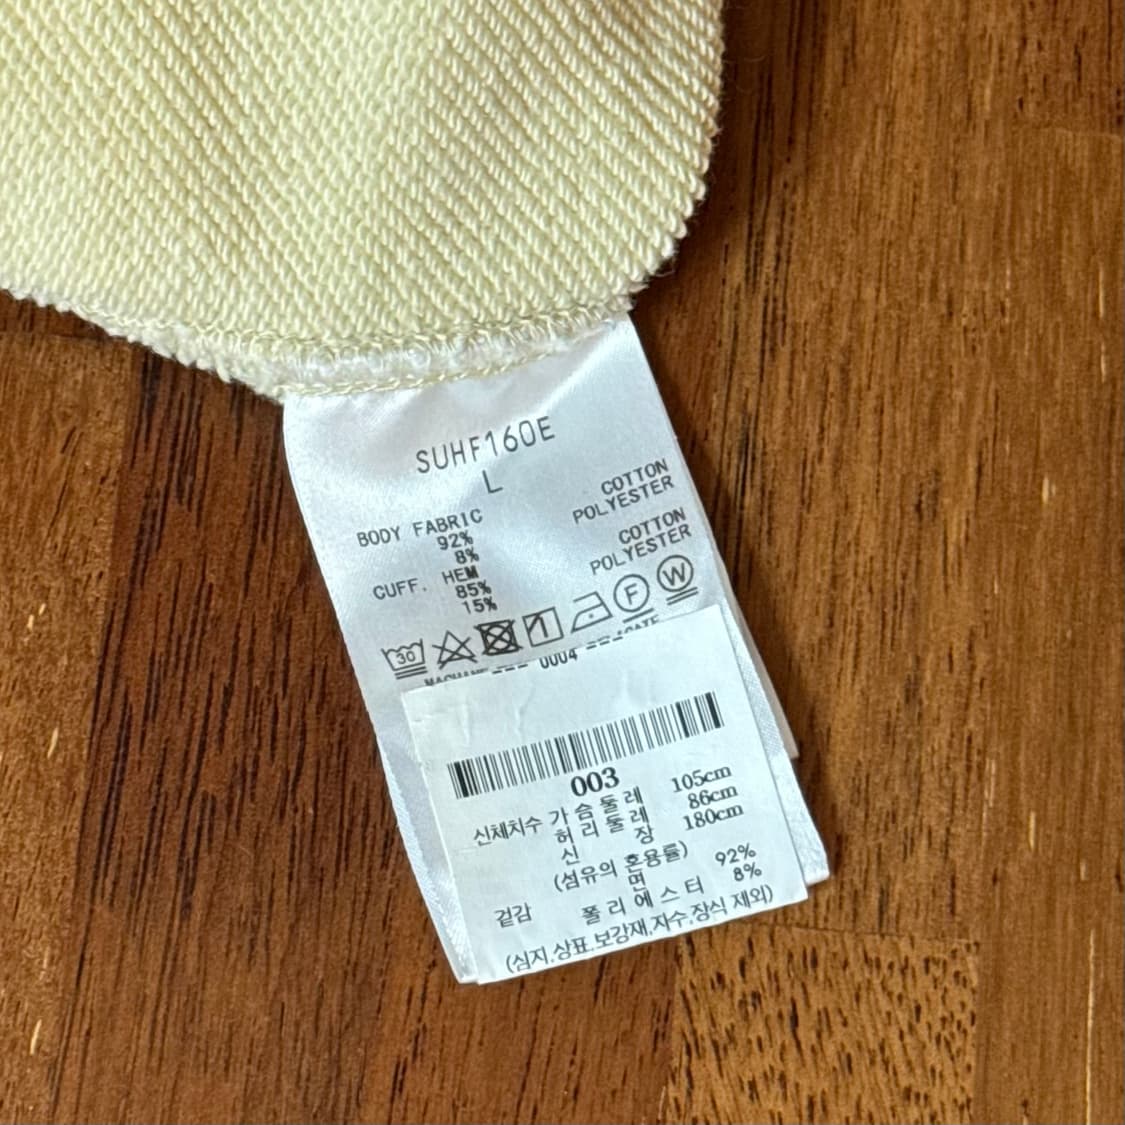 SUHF160E
L
BODY FABRIC
92% COTTON
8% POLYESTER
CUFF. HEM
85% COTTON
15% POLYESTER
30 1 F W
0004
003
신체치수 가슴둘레 105cm
허리둘레 86cm
신 장 180cm
(섬유의 혼용률)
겉감 면 92%
폴리에스터 8%
(심지,상표,보강재,자수,장식 제외)